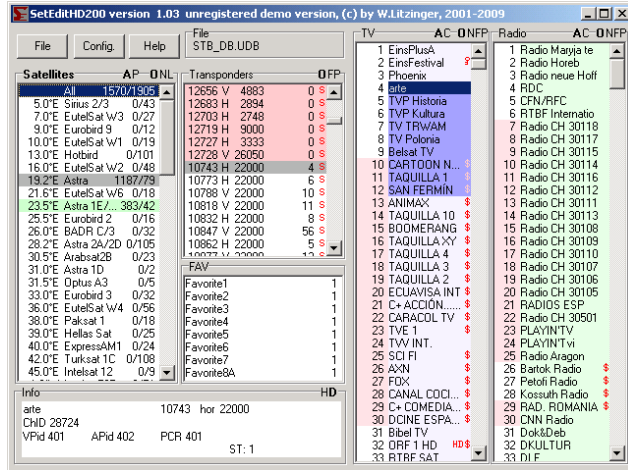 SetEditHD200 version 1.03 unregistered demo version, (c) by W.Litzinger, 2001-2009
File Config. Help
File
STB_DB.UDB
Satellites AP ONL
All 1570/1905
5.0°E Sirius 2/3 0/43
7.0°E EutelSat W3 0/27
9.0°E Eurobird 9 0/12
10.0°E EutelSat W1 0/19
13.0°E Hotbird 0/101
16.0°E EutelSat W2 0/48
19.2°E Astra 1187/79
21.6°E EutelSat W6 0/18
23.5°E Astra 1E/... 383/42
25.5°E Eurobird 2 0/16
26.0°E BADR C/3 0/32
28.2°E Astra 2A/2D 0/105
30.5°E Arabsat2B 0/23
31.0°E Astra 1D 0/2
31.5°E Optus A3 0/5
33.0°E Eurobird 3 0/32
36.0°E EutelSat W4 0/56
38.0°E Paksat 1 0/18
39.0°E Hellas Sat 0/25
40.0°E ExpressAM1 0/24
42.0°E Turksat 1C 0/108
45.0°E Intelsat 12 0/9
Transponders OFP
12656 V 4883 0 S
12683 H 2894 0 S
12703 H 2748 0 S
12719 H 9000 0 S
12727 H 3333 0 S
12728 V 26050 0 S
10743 H 22000 4 S
10773 H 22000 6 S
10788 V 22000 10 S
10818 V 22000 11 S
10832 H 22000 8 S
10847 V 22000 56 S
10862 H 22000 5 S
FAV
Favorite1 1
Favorite2 1
Favorite3 1
Favorite4 1
Favorite5 1
Favorite6 1
Favorite7 1
Favorite8A 1
Info HD
arte 10743 hor 22000
ChID 28724
VPid 401 APid 402 PCR 401
ST: 1
TV AC ONFP
1 EinsPlusA
2 EinsFestival
3 Phoenix
4 arte
5 TVP Historia
6 TVP Kultura
7 TV TRWAM
8 TV Polonia
9 Belsat TV
10 CARTOON N... $
11 TAQUILLA 1 $
12 SAN FERMÍN $
13 ANIMAX $
14 TAQUILLA 10 $
15 BOOMERANG $
16 TAQUILLA XY $
17 TAQUILLA 4 $
18 TAQUILLA 3 $
19 TAQUILLA 2 $
20 ECUAVISA INT $
21 C+ ACCIÓN...... $
22 CARACOL TV $
23 TVE 1 $
24 TVV INT.
25 SCI FI $
26 AXN $
27 FOX $
28 CANAL COCI... $
29 C+ COMEDIA... $
30 DCINE ESPA... $
31 Bibel TV
32 ORF 1 HD HD$
33 RTBF SAT
Radio AC ONFP
1 Radio Maryja te
2 Radio Horeb
3 Radio neue Hoff
4 RDC
5 CFN/RFC
6 RTBF Internatio
7 Radio CH 30118
8 Radio CH 30117
9 Radio CH 30115
10 Radio CH 30114
11 Radio CH 30116
12 Radio CH 30112
13 Radio CH 30111
14 Radio CH 30113
15 Radio CH 30108
16 Radio CH 30109
17 Radio CH 30110
18 Radio CH 30107
19 Radio CH 30106
20 Radio CH 30105
21 RADIOS ESP
22 Radio CH 30501
23 PLAYIN'TV
24 PLAYIN'TVi
25 Radio Aragon
26 Bartok Radio $
27 Petofi Radio $
28 Kossuth Radio $
29 RAD. ROMANIA $
30 CNN Radio
31 Dok&Deb
32 DKULTUR
33 DLF